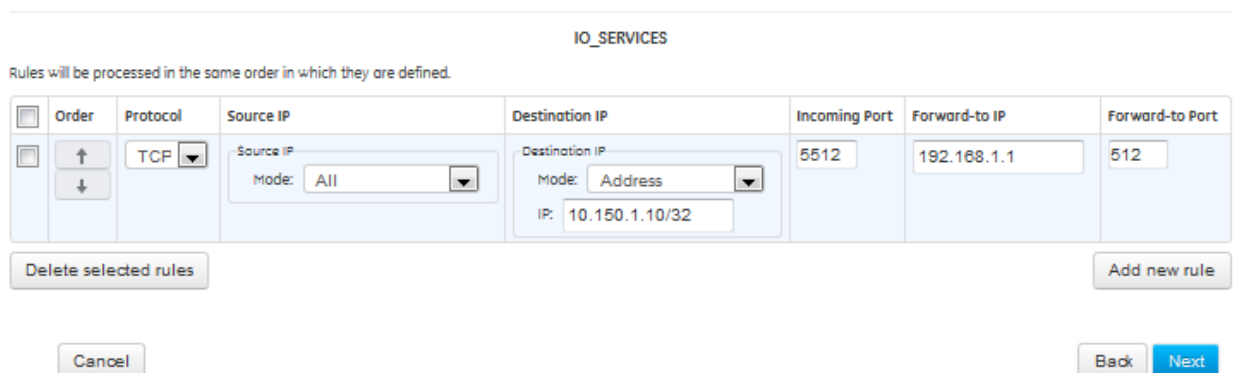 IO_SERVICES
Rules will be processed in the same order in which they are defined.
Order Protocol Source IP Destination IP Incoming Port Forward-to IP Forward-to Port
Source IP Destination IP
TCP Mode: All Mode: Address 5512 192.168.1.1 512
IP: 10.150.1.10/32
Delete selected rules Add new rule
Cancel Back Next